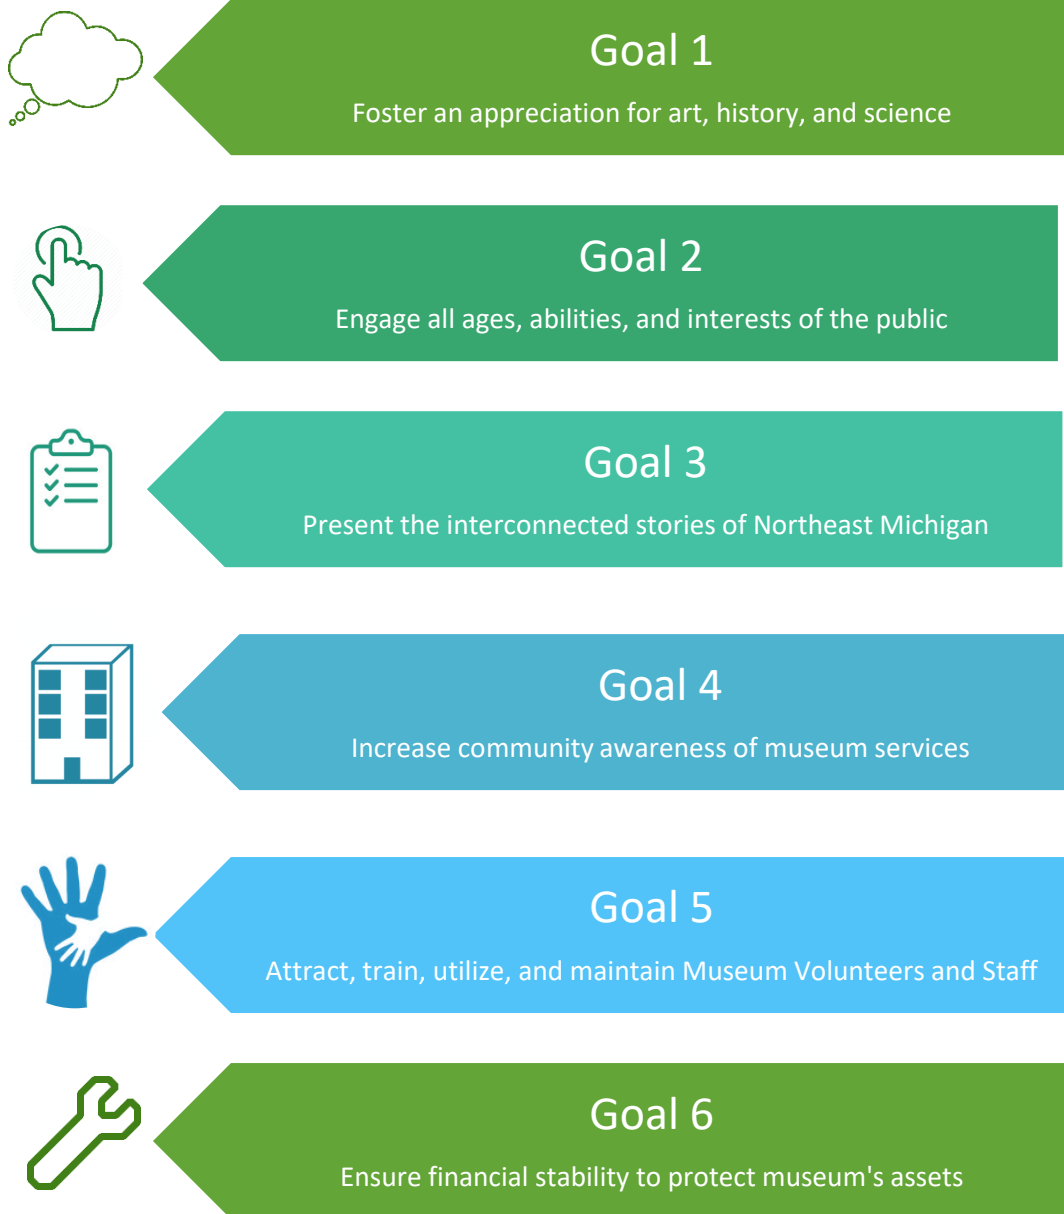 Goal 1
Foster an appreciation for art, history, and science
Goal 2
Engage all ages, abilities, and interests of the public
Goal 3
Present the interconnected stories of Northeast Michigan
Goal 4
Increase community awareness of museum services
Goal 5
Attract, train, utilize, and maintain Museum Volunteers and Staff
Goal 6
Ensure financial stability to protect museum's assets